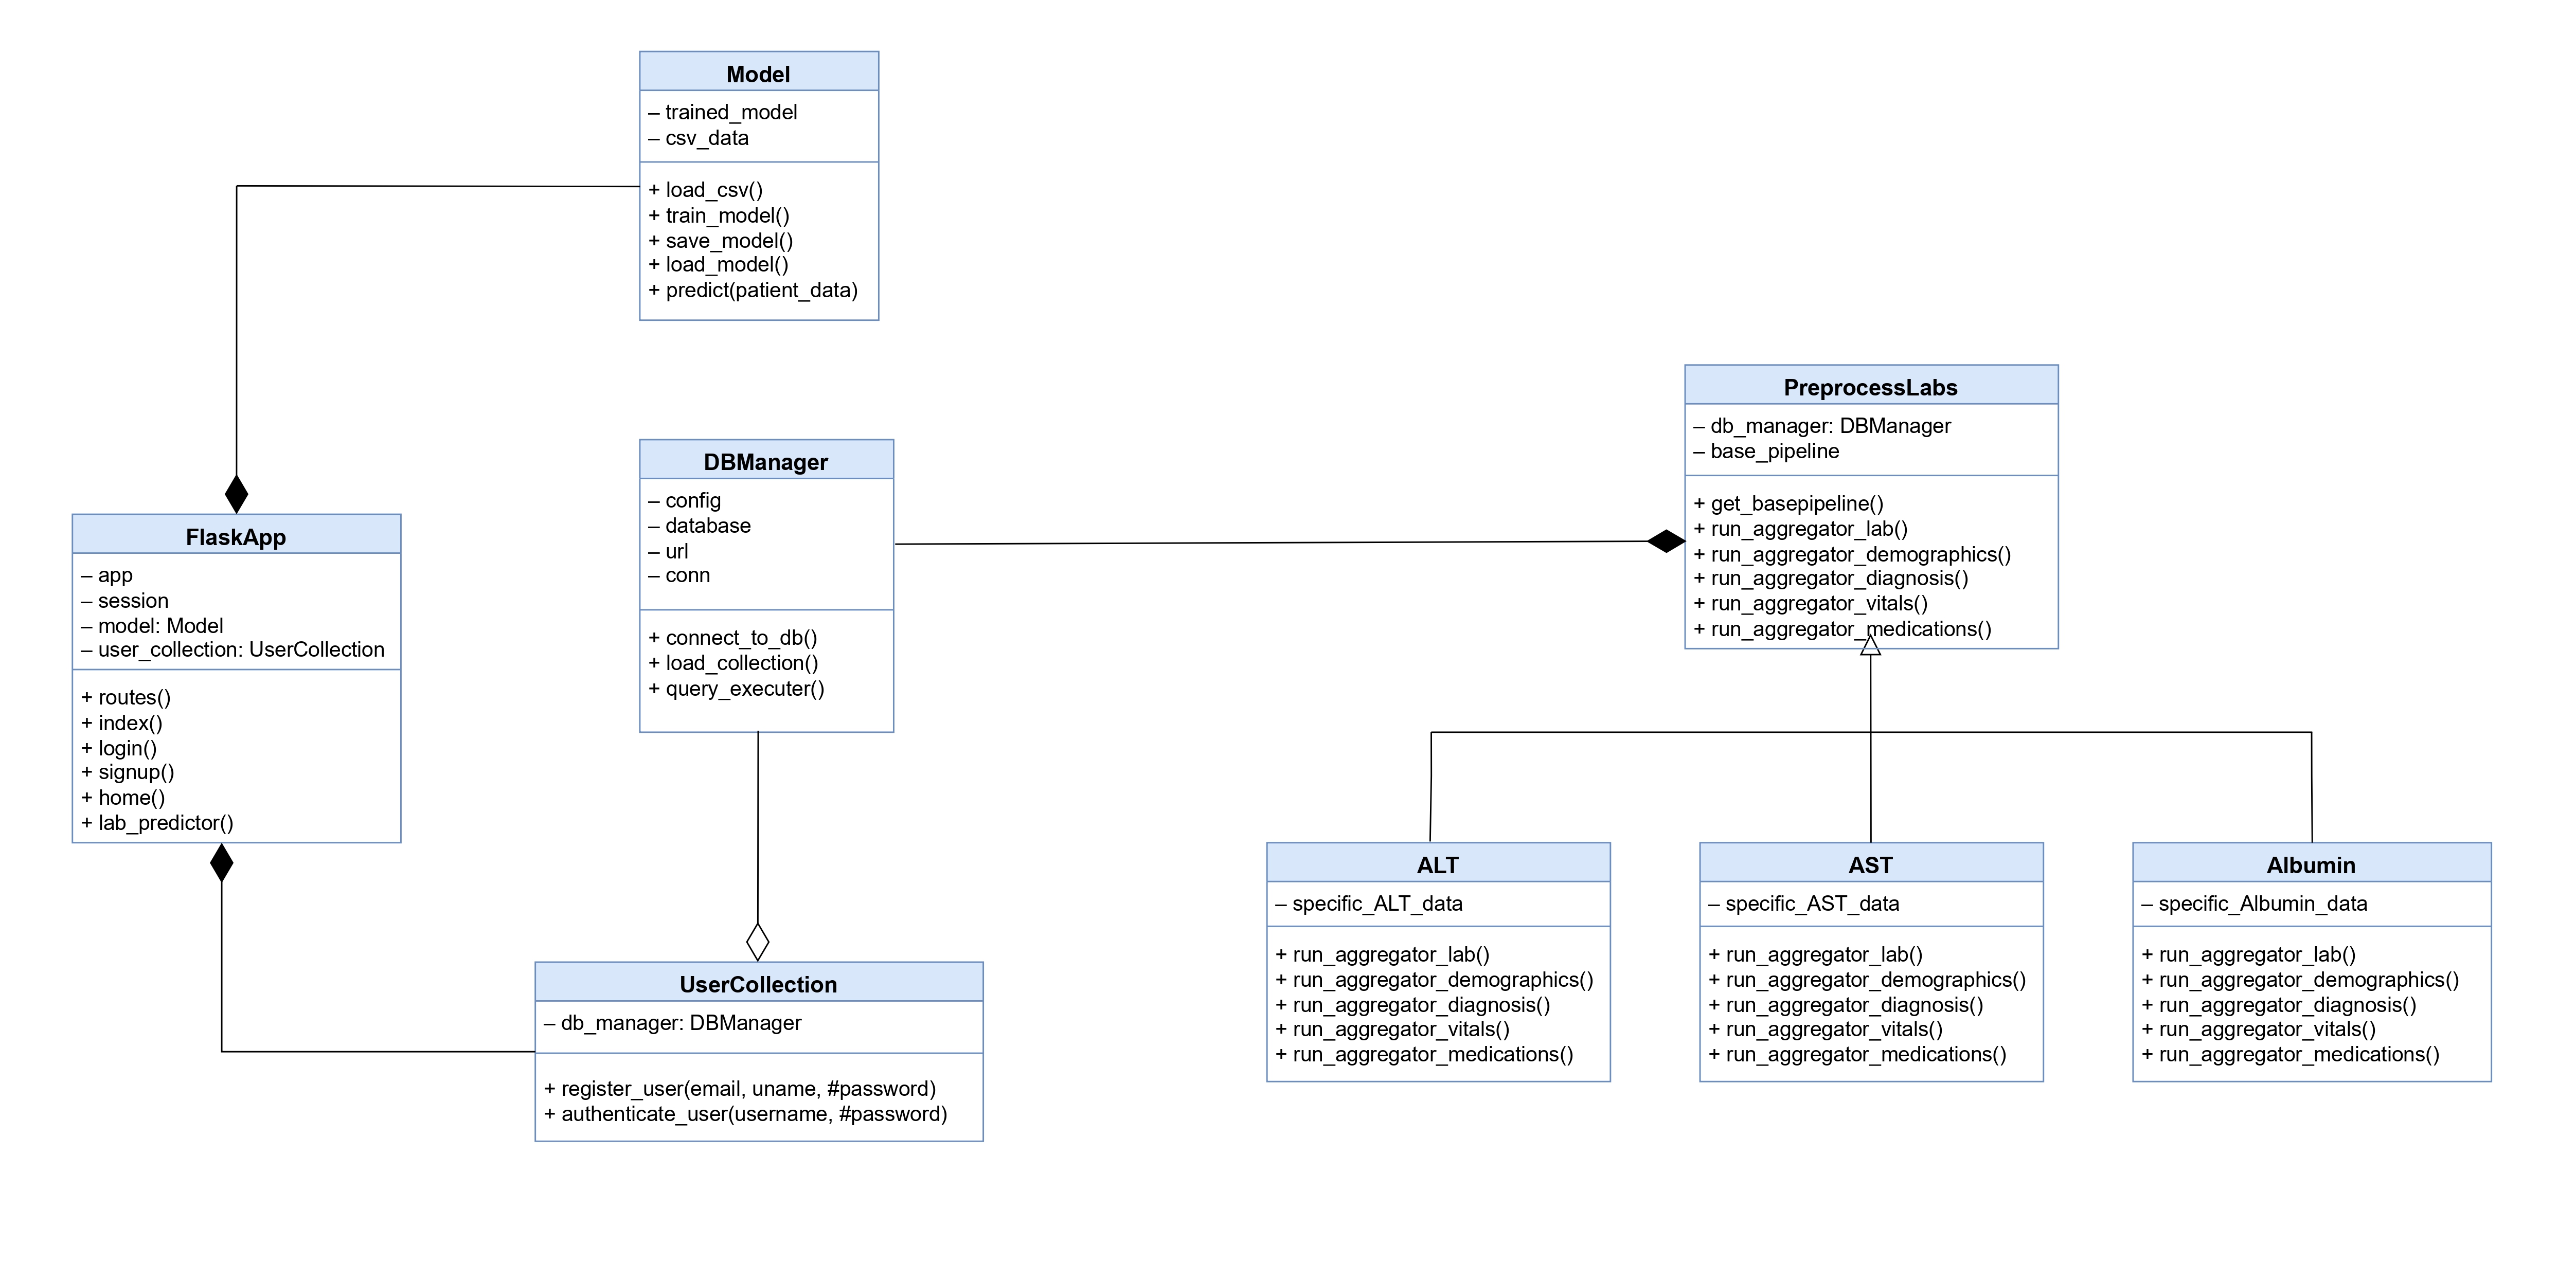 Model
– trained_model
– csv_data
+ load_csv()
+ train_model()
+ save_model()
+ load_model()
+ predict(patient_data)
PreprocessLabs
– db_manager: DBManager
– base_pipeline
+ get_basepipeline()
+ run_aggregator_lab()
+ run_aggregator_demographics()
+ run_aggregator_diagnosis()
+ run_aggregator_vitals()
+ run_aggregator_medications()
DBManager
– config
– database
– url
– conn
+ connect_to_db()
+ load_collection()
+ query_executer()
FlaskApp
– app
– session
– model: Model
– user_collection: UserCollection
+ routes()
+ index()
+ login()
+ signup()
+ home()
+ lab_predictor()
UserCollection
– db_manager: DBManager
+ register_user(email, uname, #password)
+ authenticate_user(username, #password)
ALT
– specific_ALT_data
+ run_aggregator_lab()
+ run_aggregator_demographics()
+ run_aggregator_diagnosis()
+ run_aggregator_vitals()
+ run_aggregator_medications()
AST
– specific_AST_data
+ run_aggregator_lab()
+ run_aggregator_demographics()
+ run_aggregator_diagnosis()
+ run_aggregator_vitals()
+ run_aggregator_medications()
Albumin
– specific_Albumin_data
+ run_aggregator_lab()
+ run_aggregator_demographics()
+ run_aggregator_diagnosis()
+ run_aggregator_vitals()
+ run_aggregator_medications()